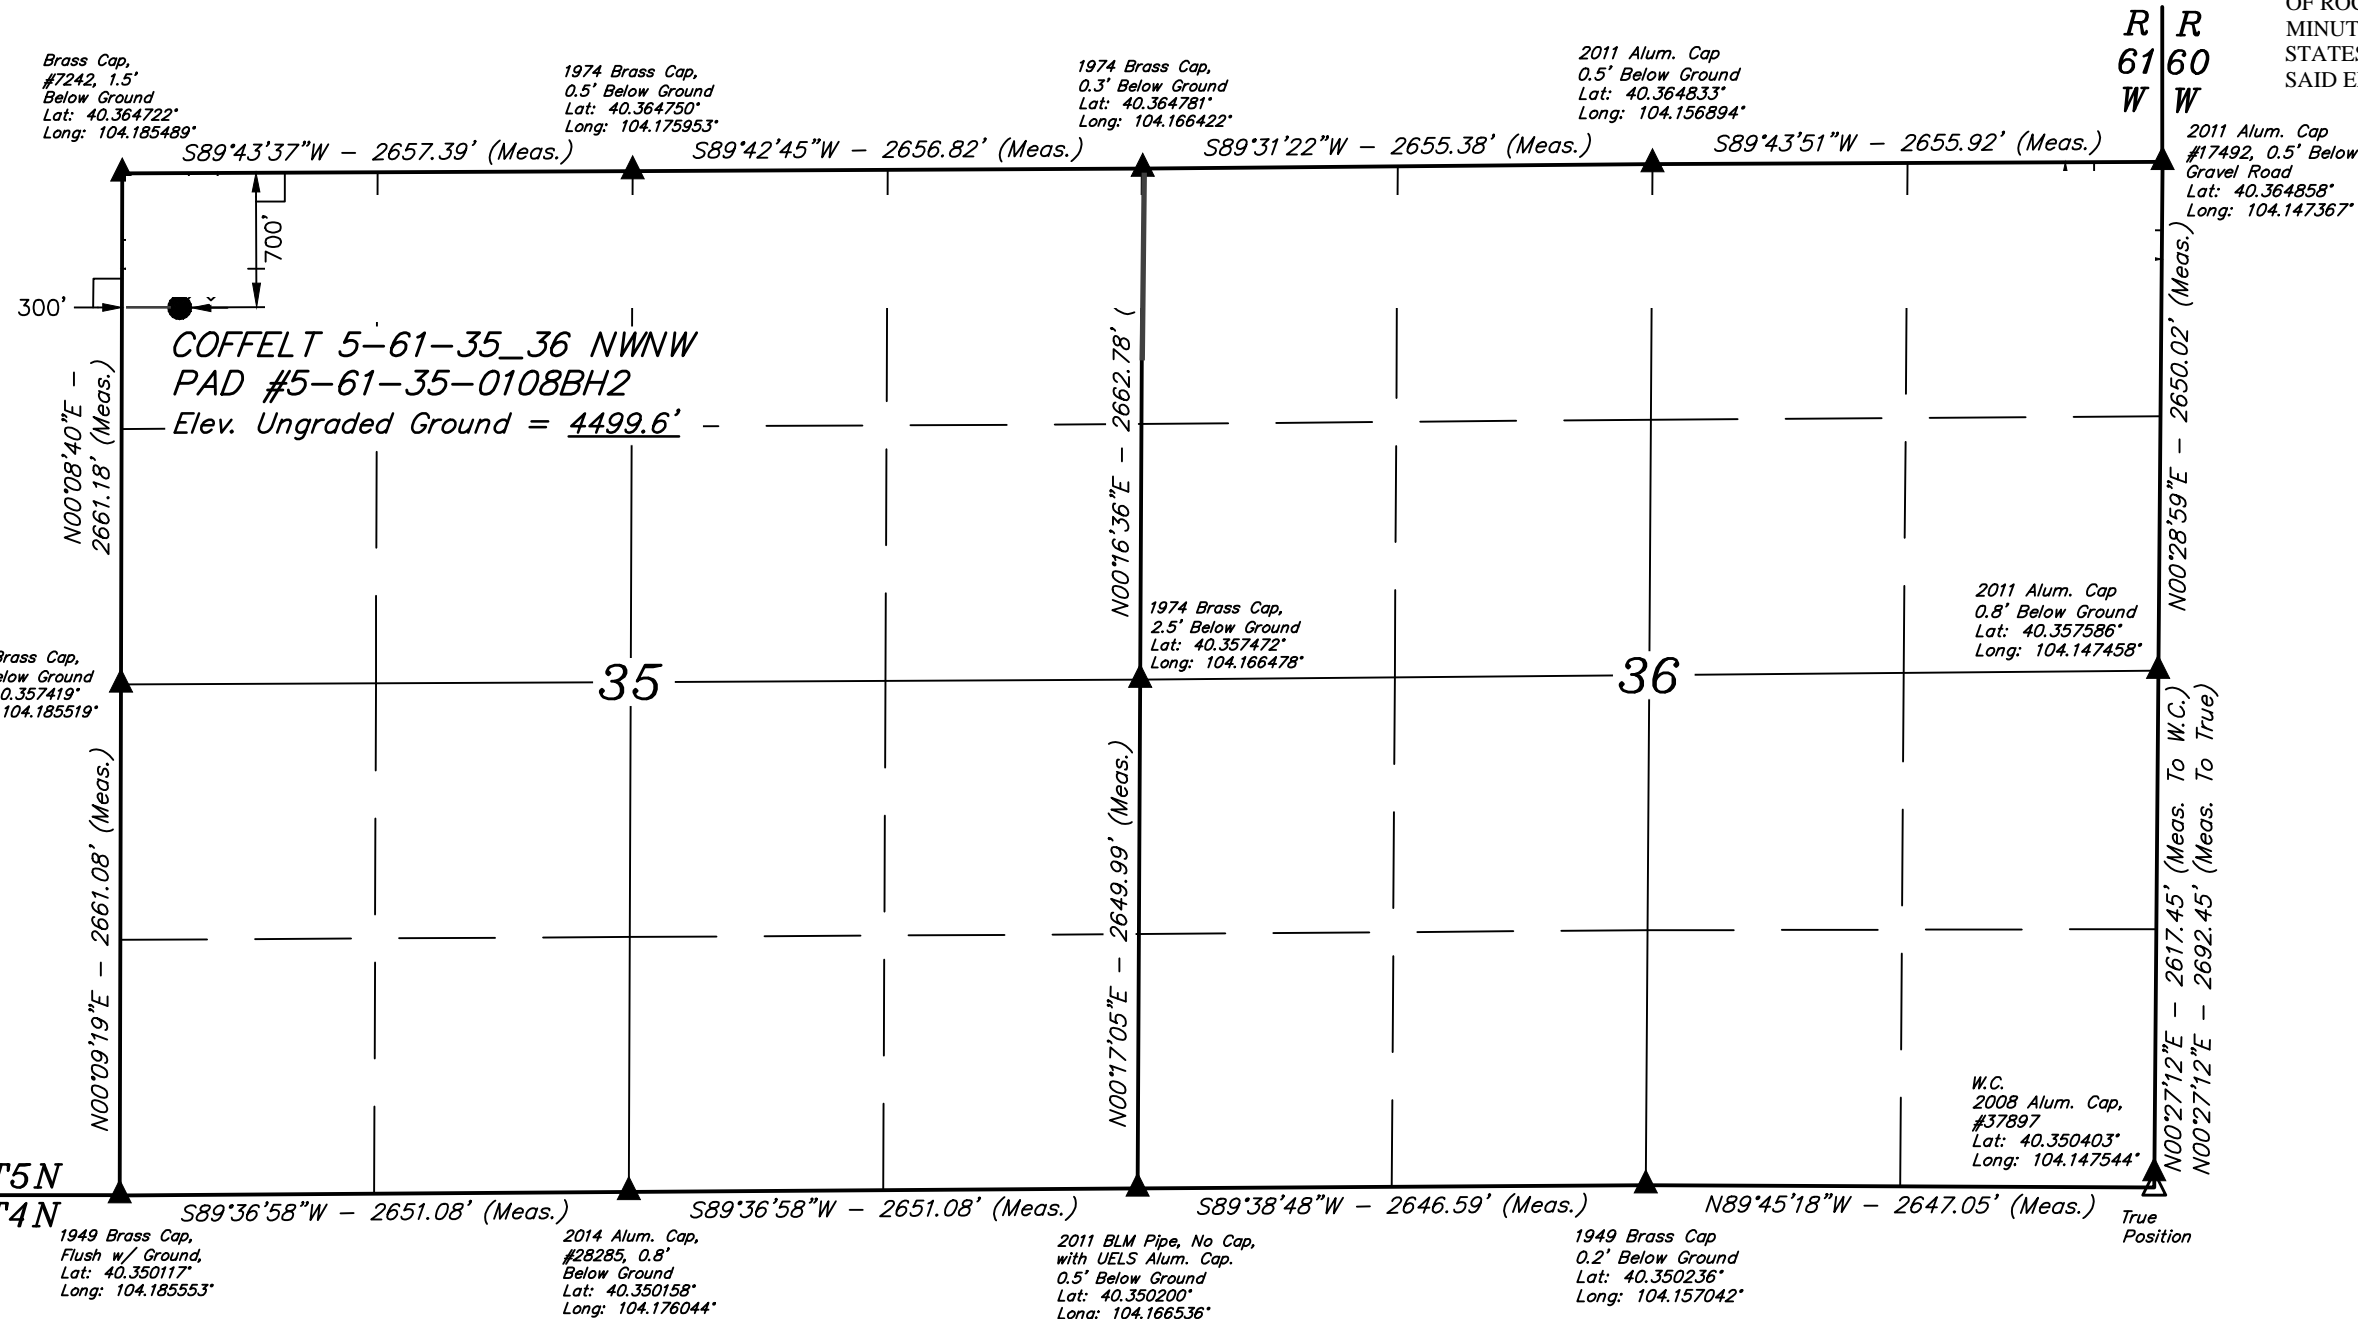 OF ROC
MINUT
STATES
SAID E
R R
61 60
W W
Brass Cap,
#7242, 1.5'
Below Ground
Lat: 40.364722°
Long: 104.185489°
1974 Brass Cap,
0.5' Below Ground
Lat: 40.364750°
Long: 104.175953°
1974 Brass Cap,
0.3' Below Ground
Lat: 40.364781°
Long: 104.166422°
2011 Alum. Cap
0.5' Below Ground
Lat: 40.364833°
Long: 104.156894°
2011 Alum. Cap
#17492, 0.5' Below
Gravel Road
Lat: 40.364858°
Long: 104.147367°
S89°43'37"W - 2657.39' (Meas.)
S89°42'45"W - 2656.82' (Meas.)
S89°31'22"W - 2655.38' (Meas.)
S89°43'51"W - 2655.92' (Meas.)
700'
300'
COFFELT 5-61-35_36 NWNW
PAD #5-61-35-0108BH2
Elev. Ungraded Ground = 4499.6'
N00°08'40"E -
2661.18' (Meas.)
N00°16'36"E - 2662.78' (
N00°28'59"E - 2650.02' (Meas.)
Brass Cap,
elow Ground
0.357419°
104.185519°
1974 Brass Cap,
2.5' Below Ground
Lat: 40.357472°
Long: 104.166478°
2011 Alum. Cap
0.8' Below Ground
Lat: 40.357586°
Long: 104.147458°
35
36
N00°09'19"E - 2661.08' (Meas.)
N00°17'05"E - 2649.99' (Meas.)
N00°27'12"E - 2617.45' (Meas. To W.C.)
N00°27'12"E - 2692.45' (Meas. To True)
W.C.
2008 Alum. Cap,
#37897
Lat: 40.350403°
Long: 104.147544°
T5N
T4N
S89°36'58"W - 2651.08' (Meas.)
S89°36'58"W - 2651.08' (Meas.)
S89°38'48"W - 2646.59' (Meas.)
N89°45'18"W - 2647.05' (Meas.)
True
Position
1949 Brass Cap,
Flush w/ Ground,
Lat: 40.350117°
Long: 104.185553°
2014 Alum. Cap,
#28285, 0.8'
Below Ground
Lat: 40.350158°
Long: 104.176044°
2011 BLM Pipe, No Cap,
with UELS Alum. Cap.
0.5' Below Ground
Lat: 40.350200°
Long: 104.166536°
1949 Brass Cap
0.2' Below Ground
Lat: 40.350236°
Long: 104.157042°